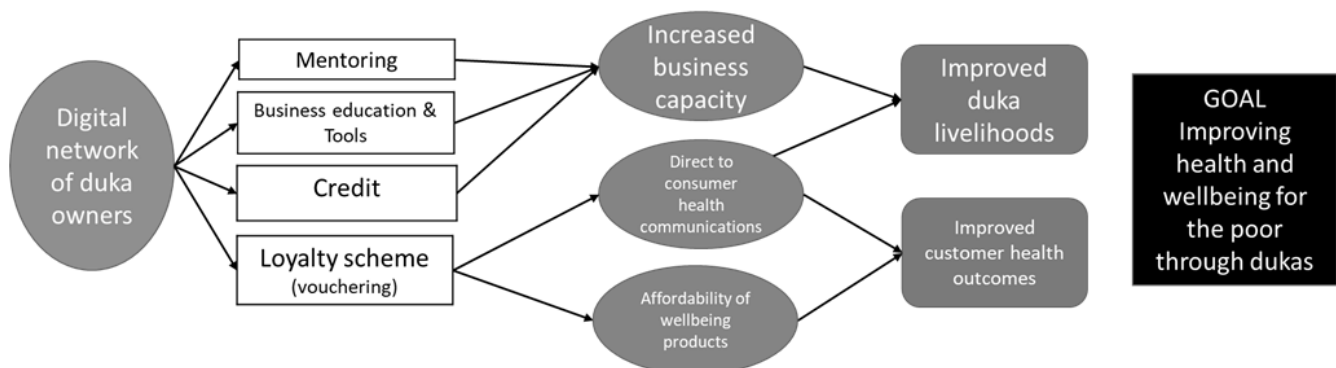 Digital
network
of duka
owners
Mentoring
Business education &
Tools
Credit
Loyalty scheme
(vouchering)
Increased
business
capacity
Direct to
consumer
health
communications
Affordability of
wellbeing
products
Improved
duka
livelihoods
Improved
customer health
outcomes
GOAL
Improving
health and
wellbeing for
the poor
through dukas